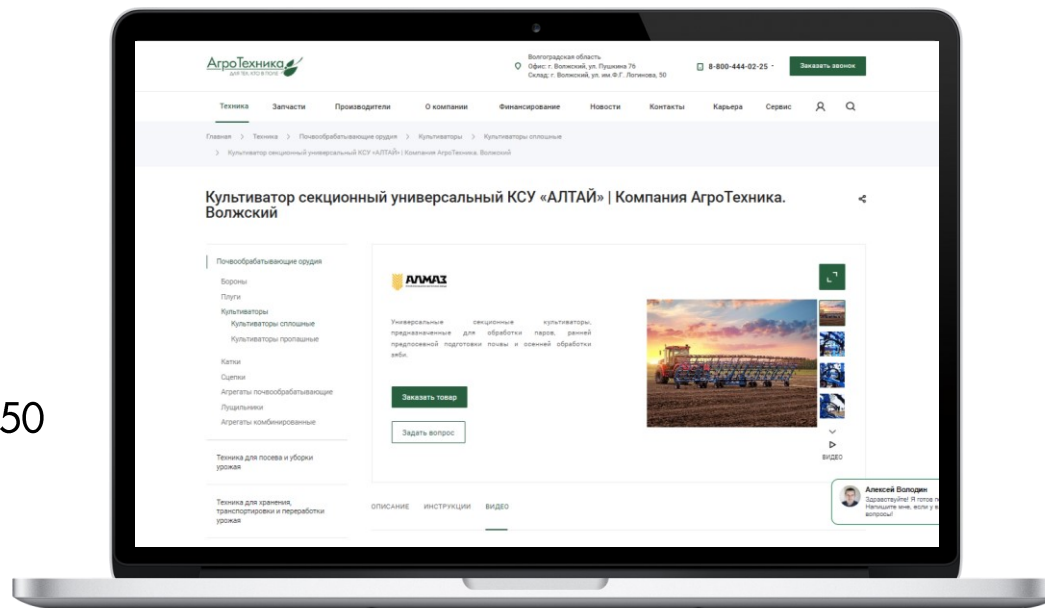 АгроТехника
ДЛЯ ТЕХ, КТО В ПОЛЕ
Волгоградская область
Офис: г. Волжский, ул. Пушкина 76
Склад: г. Волжский, ул. им.Ф.Г. Логинова, 50
8-800-444-02-25
Заказать звонок
Техника Запчасти Производители О компании Финансирование Новости Контакты Карьера Сервис
Главная > Техника > Почвообрабатывающие орудия > Культиваторы > Культиваторы сплошные
> Культиватор секционный универсальный КСУ «АЛТАЙ» | Компания АгроТехника. Волжский
Культиватор секционный универсальный КСУ «АЛТАЙ» | Компания АгроТехника.
Волжский
Почвообрабатывающие орудия
Бороны
Плуги
Культиваторы
Культиваторы сплошные
Культиваторы пропашные
Катки
Сцепки
Агрегаты почвообрабатывающие
Лущильники
Агрегаты комбинированные
Техника для посева и уборки
урожая
Техника для хранения,
транспортировки и переработки
урожая
АЛМАЗ
Универсальные секционные культиваторы,
предназначенные для обработки паров, ранней
предпосевной подготовки почвы и осенней обработки
зяби.
Заказать товар
Задать вопрос
ВИДЕО
ОПИСАНИЕ ИНСТРУКЦИИ ВИДЕО
Алексей Володин
Здравствуйте! Я готов
Напишите мне, если у
вопросы!
50